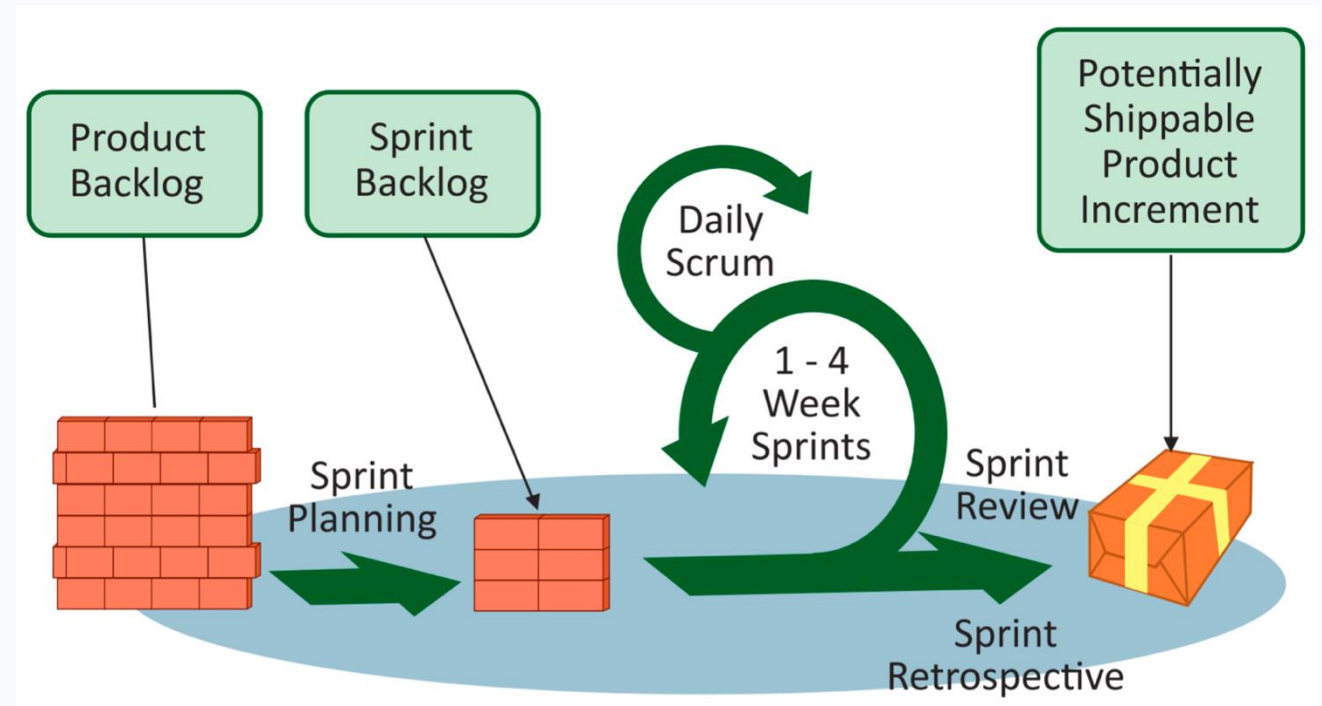 Product
Backlog
Sprint
Backlog
Potentially
Shippable
Product
Increment
Daily
Scrum
1 - 4
Week
Sprints
Sprint
Planning
Sprint
Review
Sprint
Retrospective